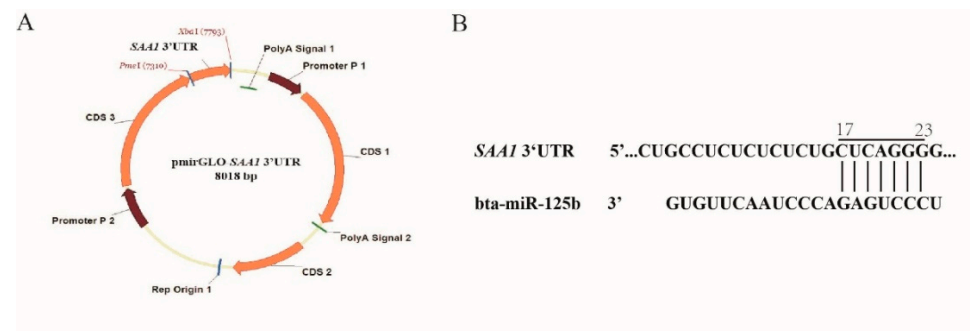 A
B
XbaI (7793)
SAA1 3'UTR
PolyA Signal 1
Promoter P 1
PmeI (7310)
CDS 3
CDS 1
pmirGLO SAA1 3'UTR
8018 bp
Promoter P 2
PolyA Signal 2
CDS 2
Rep Origin 1
17 23
SAA1 3‘UTR 5’...CUGCCUCUCUCUCUGCUCAGGGG...
bta-miR-125b 3’ GUGUUCAAUCCCAGAGUCCCU